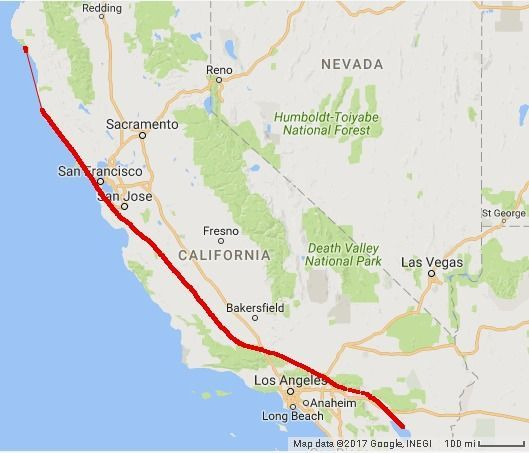 Redding
NEVADA
Reno
Humboldt-Toiyabe
National Forest
Sacramento
San Francisco
San Jose
St George
Fresno
CALIFORNIA
Death Valley
National Park
Las Vegas
Bakersfield
Los Angeles
Anaheim
Long Beach
Map data ©2017 Google, INEGI 100 mi